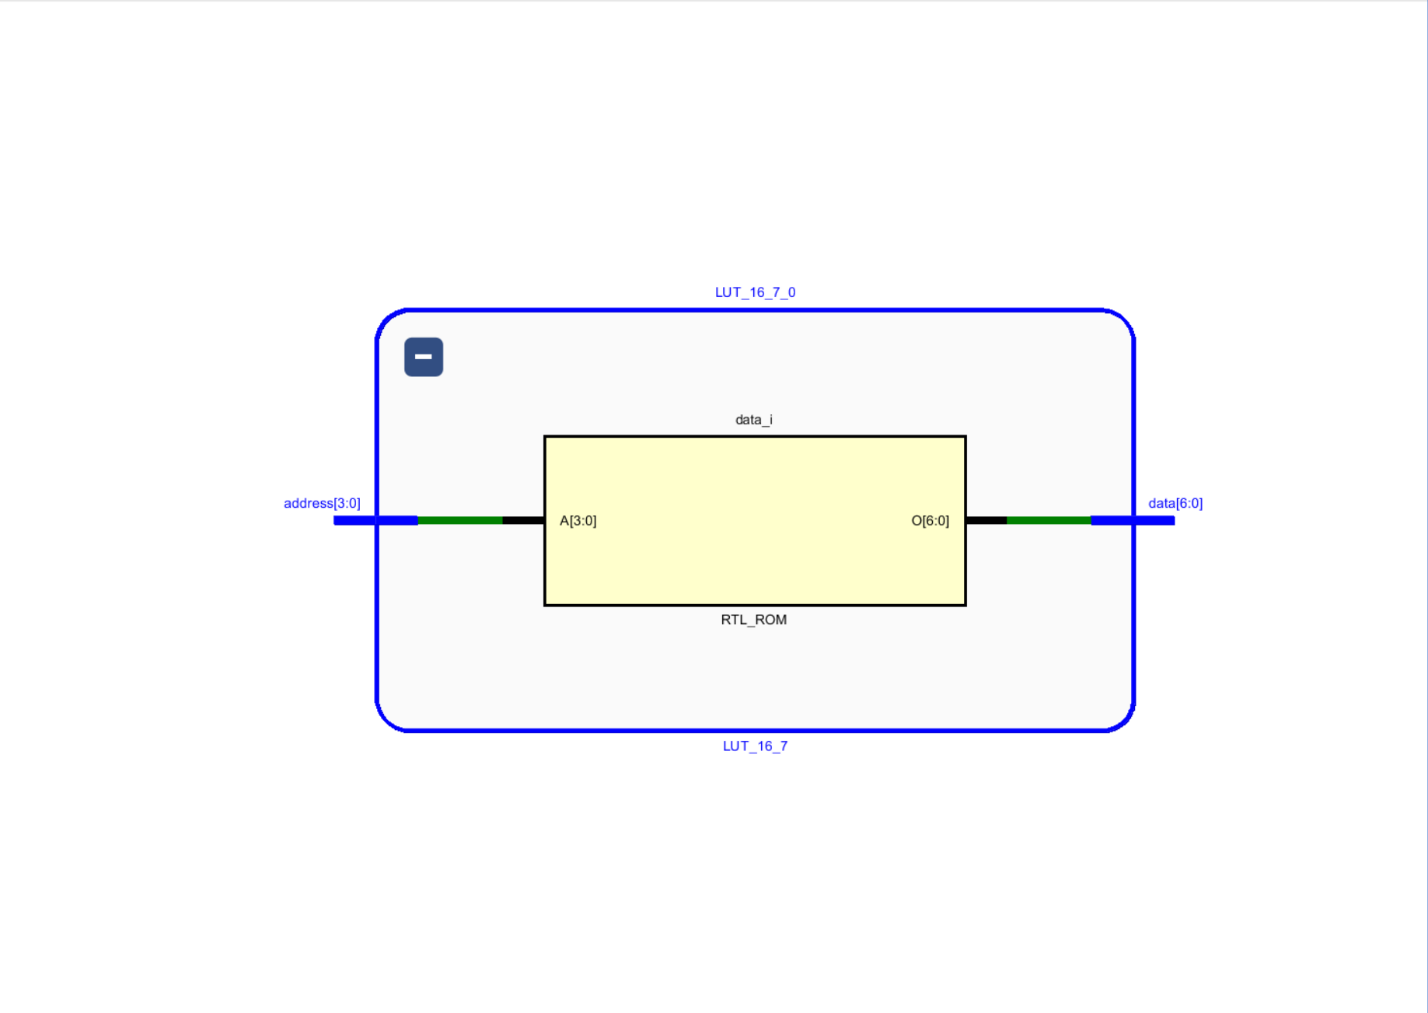 LUT_16_7_0
data_i
address[3:0]
data[6:0]
A[3:0]
O[6:0]
RTL_ROM
LUT_16_7